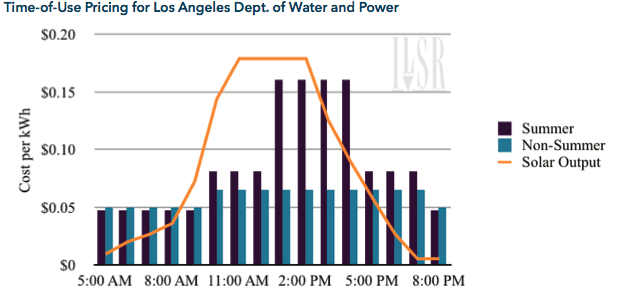 Time-of-Use Pricing for Los Angeles Dept. of Water and Power
$0.20
$0.15
$0.10
$0.05
$0
Cost per kWh
5:00 AM 8:00 AM 11:00 AM 2:00 PM 5:00 PM 8:00 PM
ILSR
Summer
Non-Summer
Solar Output